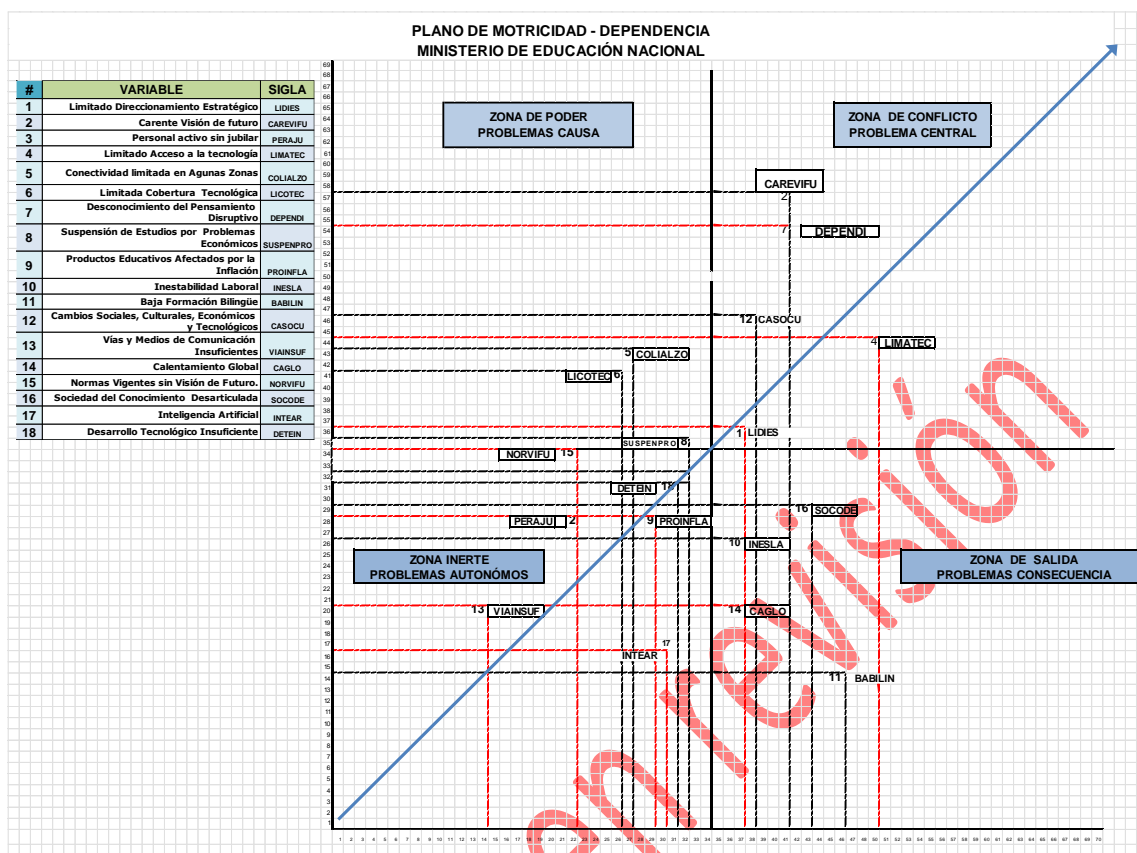 PLANO DE MOTRICIDAD - DEPENDENCIA
MINISTERIO DE EDUCACIÓN NACIONAL
# VARIABLE SIGLA
1 Limitado Direccionamiento Estratégico LIDIES
2 Carente Visión de futuro CAREVIFU
3 Personal activo sin jubilar PERAJU
4 Limitado Acceso a la tecnología LIMATEC
5 Conectividad limitada en Agunas Zonas COLIALZO
6 Limitada Cobertura Tecnológica LICOTEC
7 Desconocimiento del Pensamiento
Disruptivo DEPENDI
8 Suspensión de Estudios por Problemas
Económicos SUSPENPRO
9 Productos Educativos Afectados por la
Inflación PROINFLA
10 Inestabilidad Laboral INESLA
11 Baja Formación Bilingüe BABILIN
12 Cambios Sociales, Culturales, Económicos
y Tecnológicos CASOCU
13 Vías y Medios de Comunicación
Insuficientes VIAINSUF
14 Calentamiento Global CAGLO
15 Normas Vigentes sin Visión de Futuro. NORVIFU
16 Sociedad del Conocimiento Desarticulada SOCODE
17 Inteligencia Artificial INTEAR
18 Desarrollo Tecnológico Insuficiente DETEIN
ZONA DE PODER
PROBLEMAS CAUSA
ZONA DE CONFLICTO
PROBLEMA CENTRAL
CAREVIFU
2
7 DEPENDI
12 CASOCU
4 LIMATEC
5 COLIALZO
LICOTEC 6
1 LIDIES
SUSPENPRO 8
NORVIFU 15
DETEIN
16 SOCODE
PERAJU 2
9 PROINFLA
10 INESLA
ZONA INERTE
PROBLEMAS AUTONÓMOS
ZONA DE SALIDA
PROBLEMAS CONSECUENCIA
13 VIAINSUF
14 CAGLO
17
INTEAR
11 BABILIN
en revisión